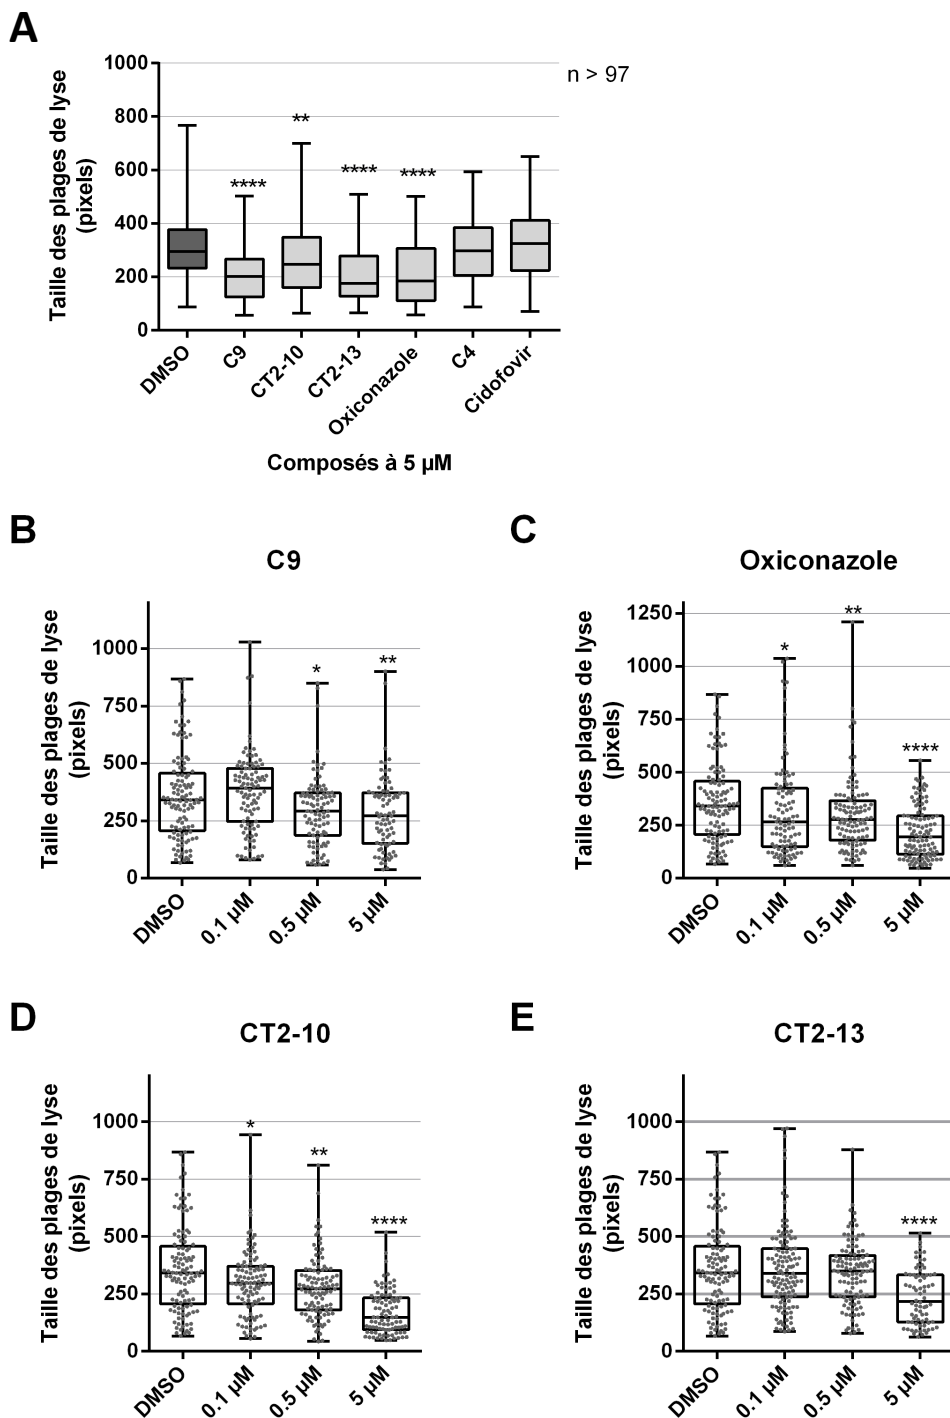 A
Taille des plages de lyse
(pixels)
1000
800
600
400
200
0
n > 97
**
****
****
****
DMSO
C9
CT2-10
CT2-13
Oxiconazole
C4
Cidofovir
Composés à 5 µM
B
C9
Taille des plages de lyse
(pixels)
1000
750
500
250
0
*
**
DMSO
0.1 µM
0.5 µM
5 µM
C
Oxiconazole
Taille des plages de lyse
(pixels)
1250
1000
750
500
250
0
*
**
****
DMSO
0.1 µM
0.5 µM
5 µM
D
CT2-10
Taille des plages de lyse
(pixels)
1000
750
500
250
0
*
**
****
DMSO
0.1 µM
0.5 µM
5 µM
E
CT2-13
Taille des plages de lyse
(pixels)
1000
750
500
250
0
****
DMSO
0.1 µM
0.5 µM
5 µM